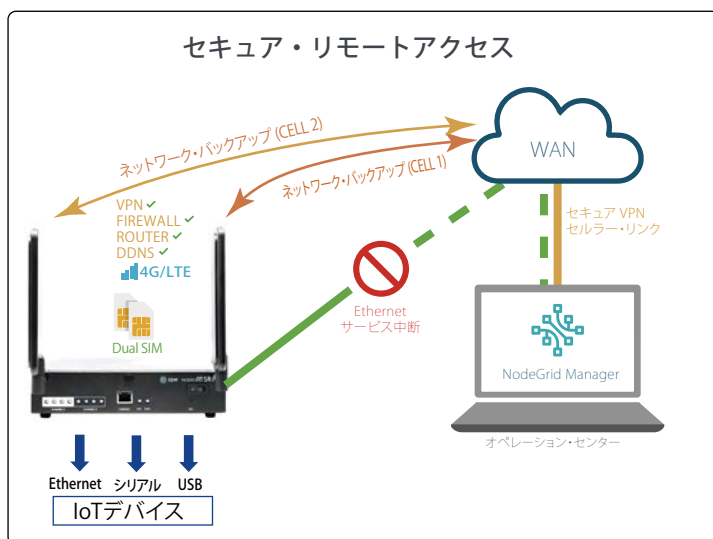 セキュア・リモートアクセス
ネットワーク・バックアップ (CELL 2)
ネットワーク・バックアップ (CELL 1)
WAN
VPN ✓
FIREWALL ✓
ROUTER ✓
DDNS ✓
4G/LTE
Dual SIM
Ethernet
サービス中断
セキュア VPN
セルラー・リンク
NodeGrid Manager
オペレーション・センター
Ethernet シリアル USB
IoTデバイス